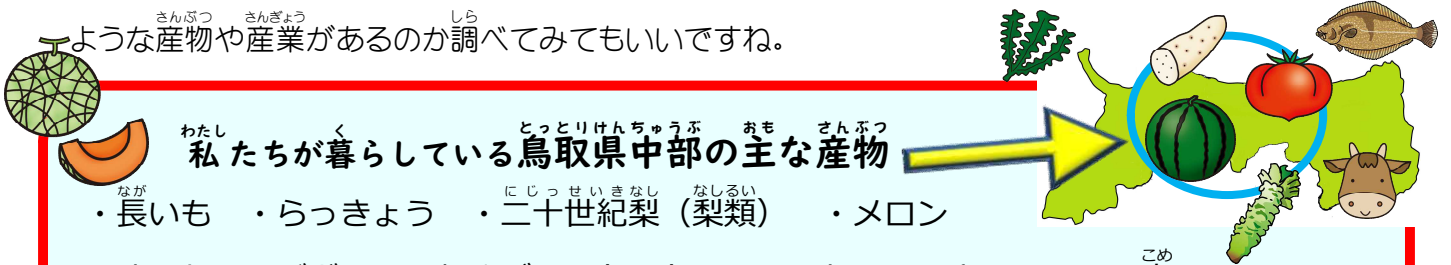 ような産物や産業があるのか調べてみてもいいですね。
私たちが暮らしている鳥取県中部の主な産物
・長いも　・らっきょう　・二十世紀梨（梨類）　・メロン